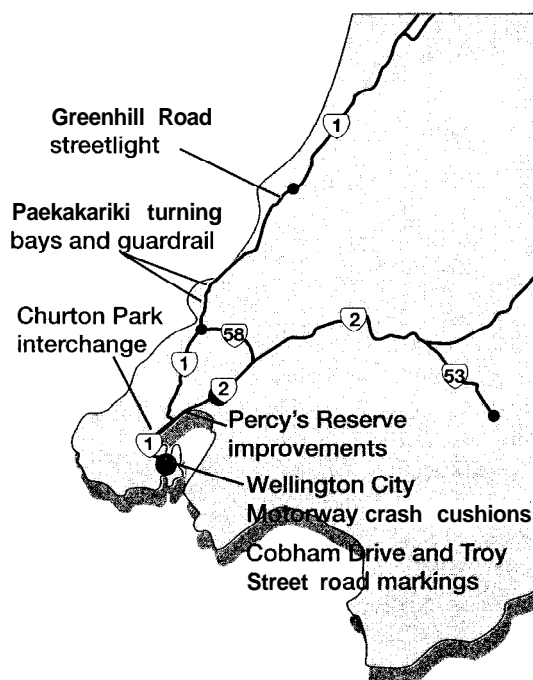 Greenhill Road
streetlight
1
Paekakariki turning
bays and guardrail
Churton Park
interchange
58
2
1
53
2
1
Percy's Reserve
improvements
Wellington City
Motorway crash cushions
Cobham Drive and Troy
Street road markings